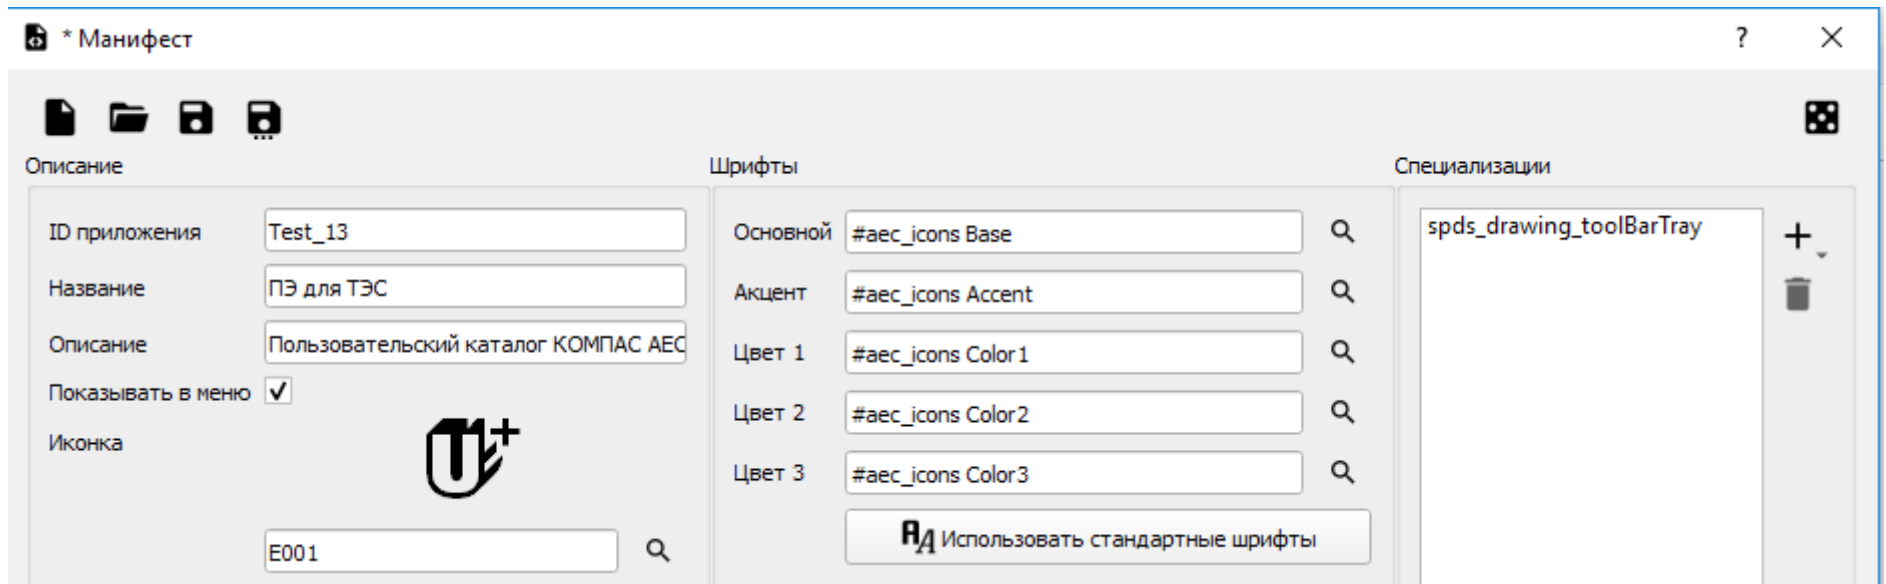 * Манифест
?
Описание
ID приложения
Test_13
Название
ПЭ для ТЭС
Описание
Пользовательский каталог КОМПАС AEC
Показывать в меню
Иконка
E001
Шрифты
Основной
#aec_icons Base
Акцент
#aec_icons Accent
Цвет 1
#aec_icons Color1
Цвет 2
#aec_icons Color2
Цвет 3
#aec_icons Color3
Использовать стандартные шрифты
Специализации
spds_drawing_toolBarTray